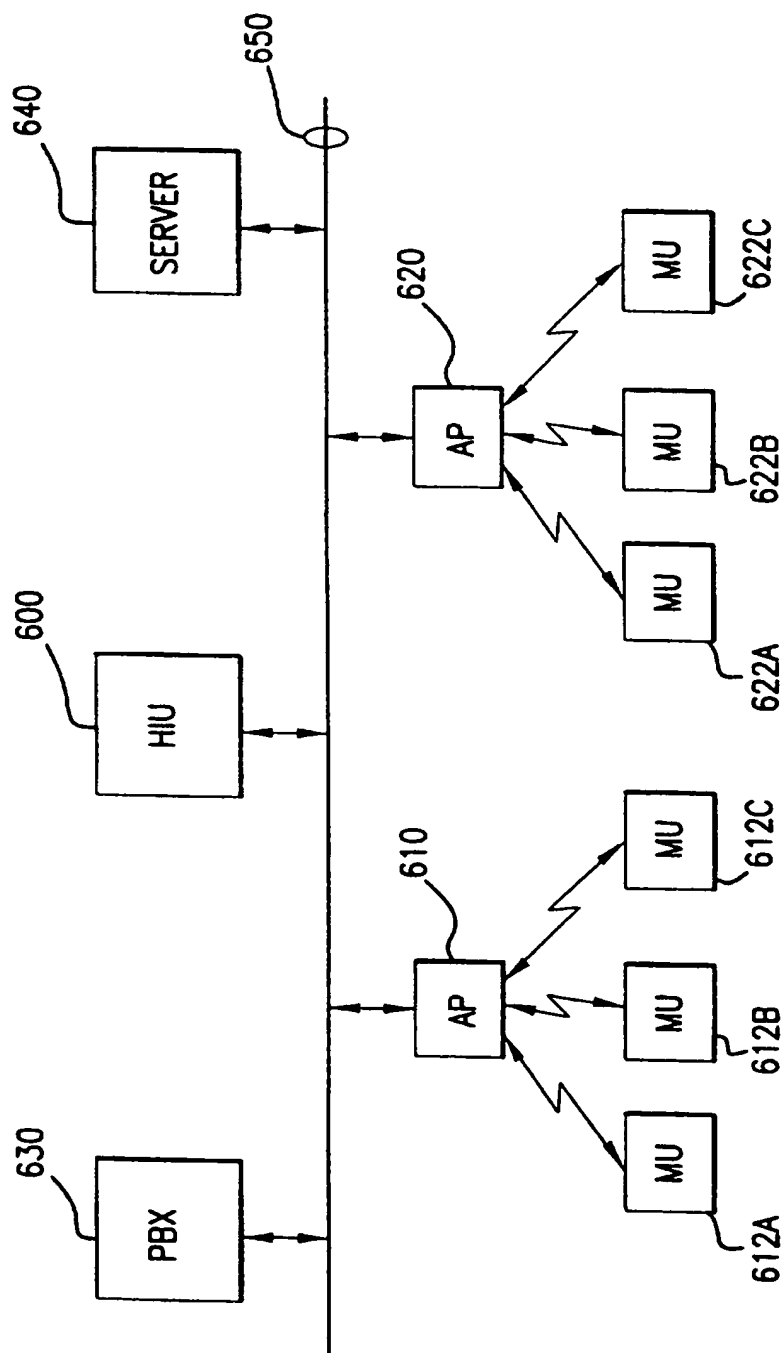 630
PBX
600
HIU
640
SERVER
650
610
AP
620
AP
MU
612A
MU
612B
MU
612C
MU
622A
MU
622B
MU
622C